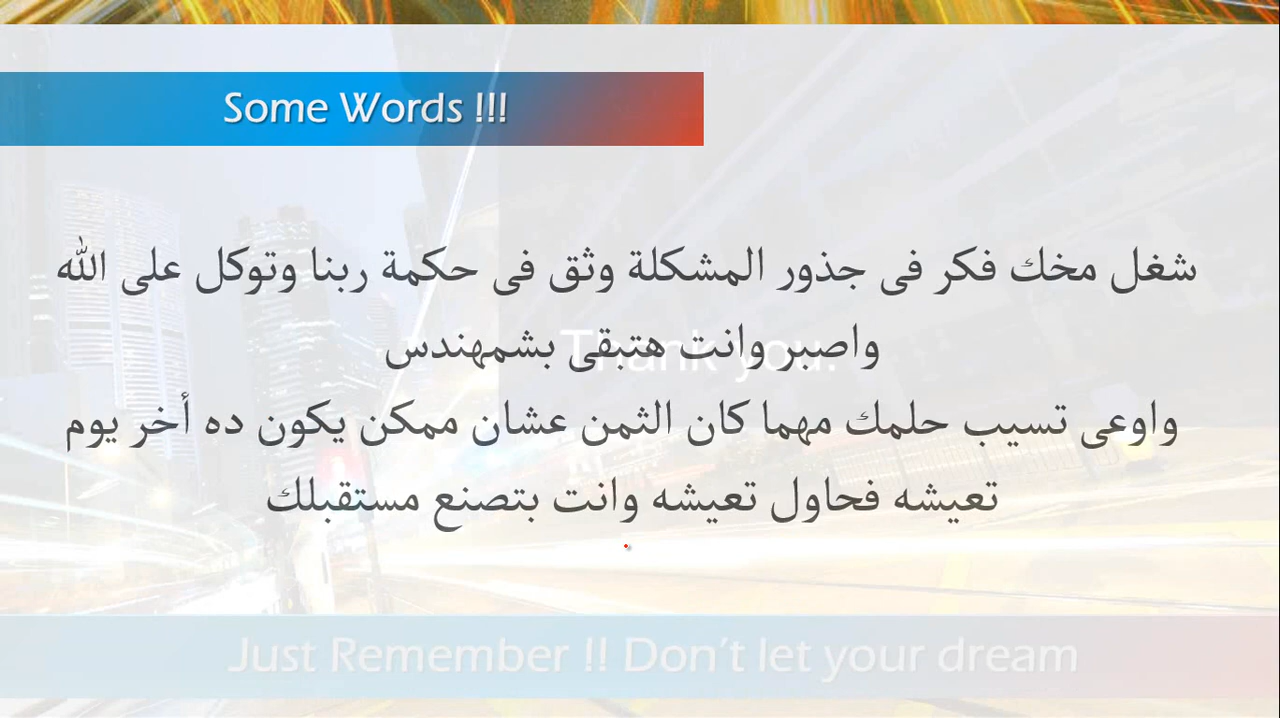 Some Words !!!
شغل مخك فكر فى جذور المشكلة وثق فى حكمة ربنا وتوكل على الله
واصبر وانت هتبقى بشمهندس
Thank you.
واوعى تسيب حلمك مهما كان الثمن عشان ممكن يكون ده أخر يوم
تعيشه فحاول تعيشه وانت بتصنع مستقبلك
Just Remember !! Don't let your dream